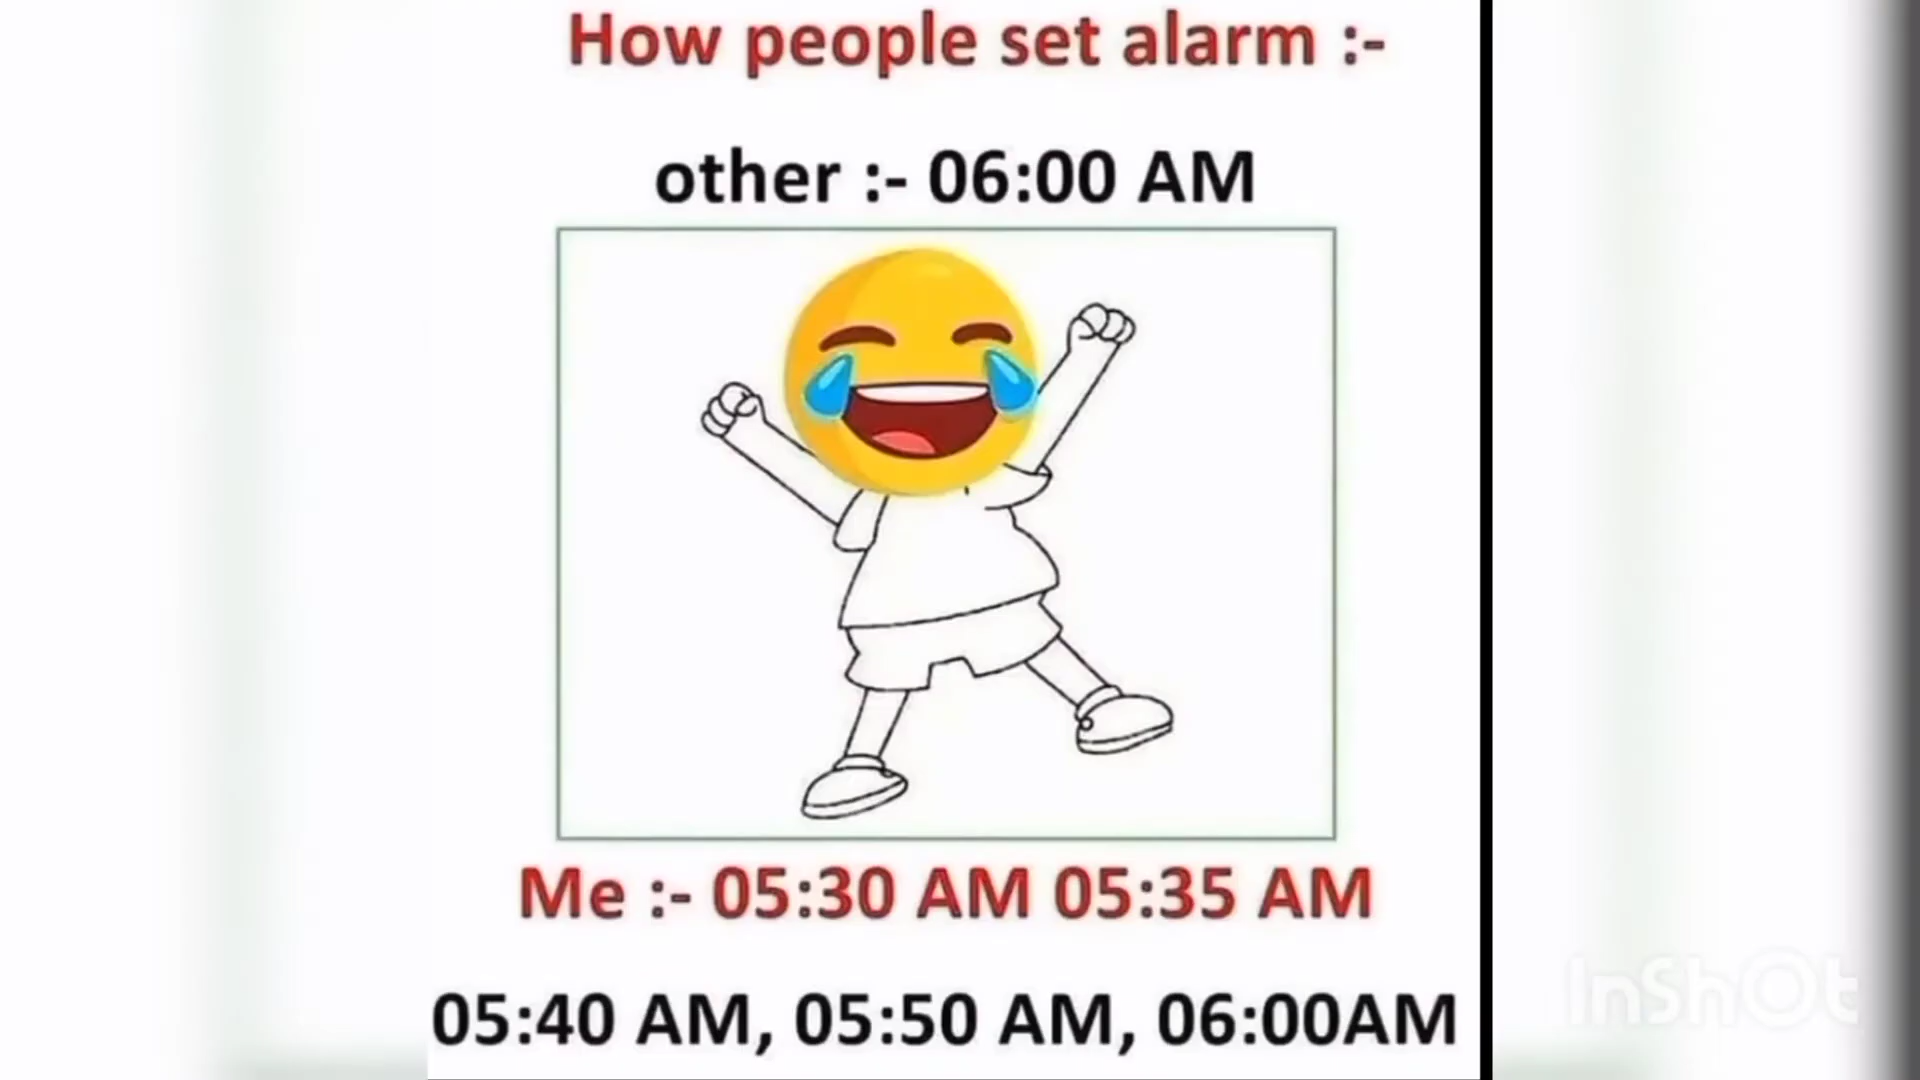 How people set alarm :-
other :- 06:00 AM
Me :- 05:30 AM 05:35 AM
05:40 AM, 05:50 AM, 06:00AM
InShOt